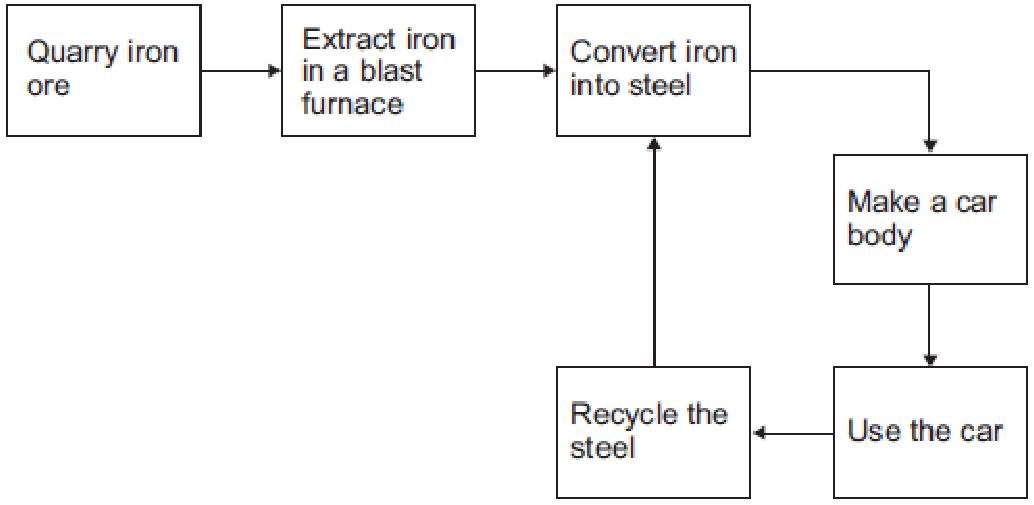 Quarry iron
ore
Extract iron
in a blast
furnace
Convert iron
into steel
Make a car
body
Use the car
Recycle the
steel